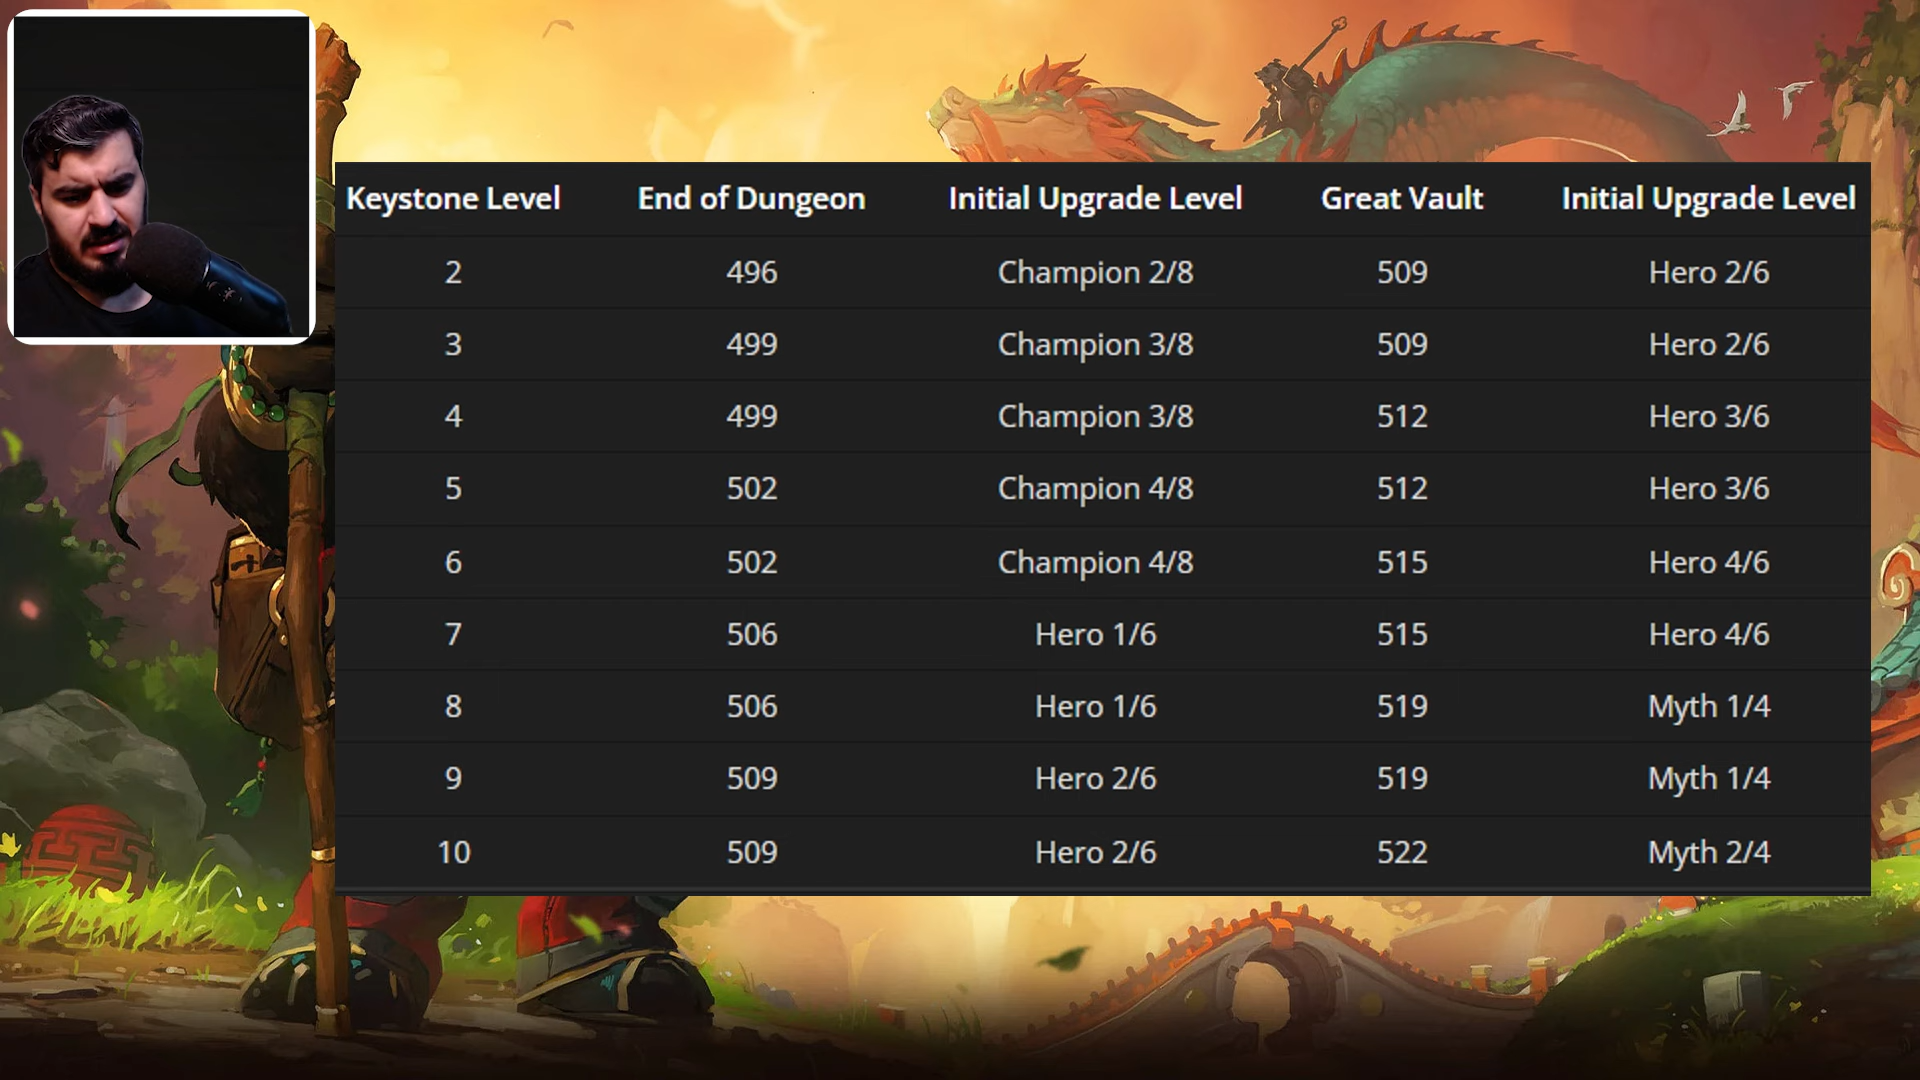 Keystone Level End of Dungeon Initial Upgrade Level Great Vault Initial Upgrade Level
2 496 Champion 2/8 509 Hero 2/6
3 499 Champion 3/8 509 Hero 2/6
4 499 Champion 3/8 512 Hero 3/6
5 502 Champion 4/8 512 Hero 3/6
6 502 Champion 4/8 515 Hero 4/6
7 506 Hero 1/6 515 Hero 4/6
8 506 Hero 1/6 519 Myth 1/4
9 509 Hero 2/6 519 Myth 1/4
10 509 Hero 2/6 522 Myth 2/4